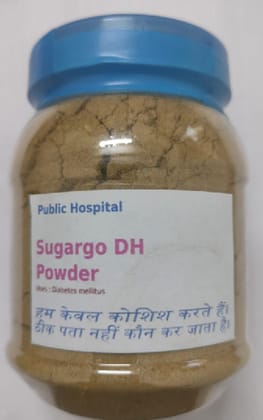 Public Hospital
Sugargo DH
Powder
Uses : Diabetes mellitus
हम केवल कोशिश करते हैं।
ठीक पता नहीं कौन कर जाता है।